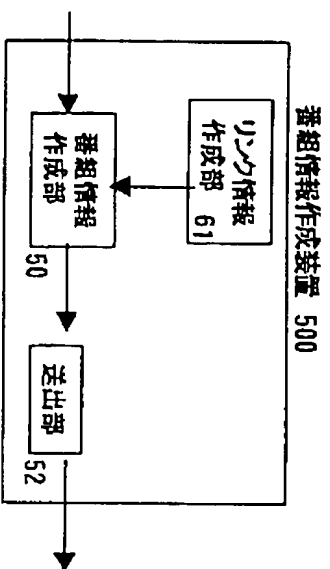 番組情報作成装置 500
リンク情報
作成部 61
番組情報
作成部
50
送出部
52